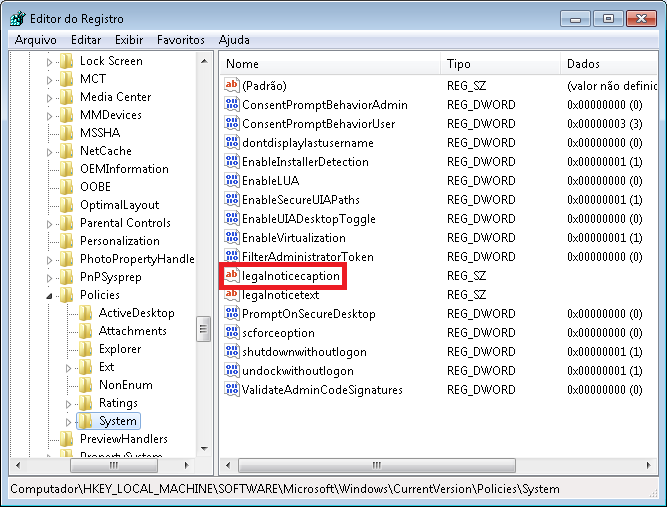 Editor do Registro
Arquivo Editar Exibir Favoritos Ajuda
Lock Screen
MCT
Media Center
MMDevices
MSSHA
NetCache
OEMInformation
OOBE
OptimalLayout
Parental Controls
Personalization
PhotoPropertyHandle
PnPSysprep
Policies
ActiveDesktop
Attachments
Explorer
Ext
NonEnum
Ratings
System
PreviewHandlers
PropertySystem
Nome Tipo Dados
(Padrão) REG_SZ (valor não definic
ConsentPromptBehaviorAdmin REG_DWORD 0x00000000 (0)
ConsentPromptBehaviorUser REG_DWORD 0x00000003 (3)
dontdisplaylastusername REG_DWORD 0x00000000 (0)
EnableInstallerDetection REG_DWORD 0x00000001 (1)
EnableLUA REG_DWORD 0x00000000 (0)
EnableSecureUIAPaths REG_DWORD 0x00000001 (1)
EnableUIADesktopToggle REG_DWORD 0x00000000 (0)
EnableVirtualization REG_DWORD 0x00000001 (1)
FilterAdministratorToken REG_DWORD 0x00000000 (0)
legalnoticecaption REG_SZ
legalnoticetext REG_SZ
PromptOnSecureDesktop REG_DWORD 0x00000000 (0)
scforceoption REG_DWORD 0x00000000 (0)
shutdownwithoutlogon REG_DWORD 0x00000001 (1)
undockwithoutlogon REG_DWORD 0x00000001 (1)
ValidateAdminCodeSignatures REG_DWORD 0x00000000 (0)
Computador\HKEY_LOCAL_MACHINE\SOFTWARE\Microsoft\Windows\CurrentVersion\Policies\System